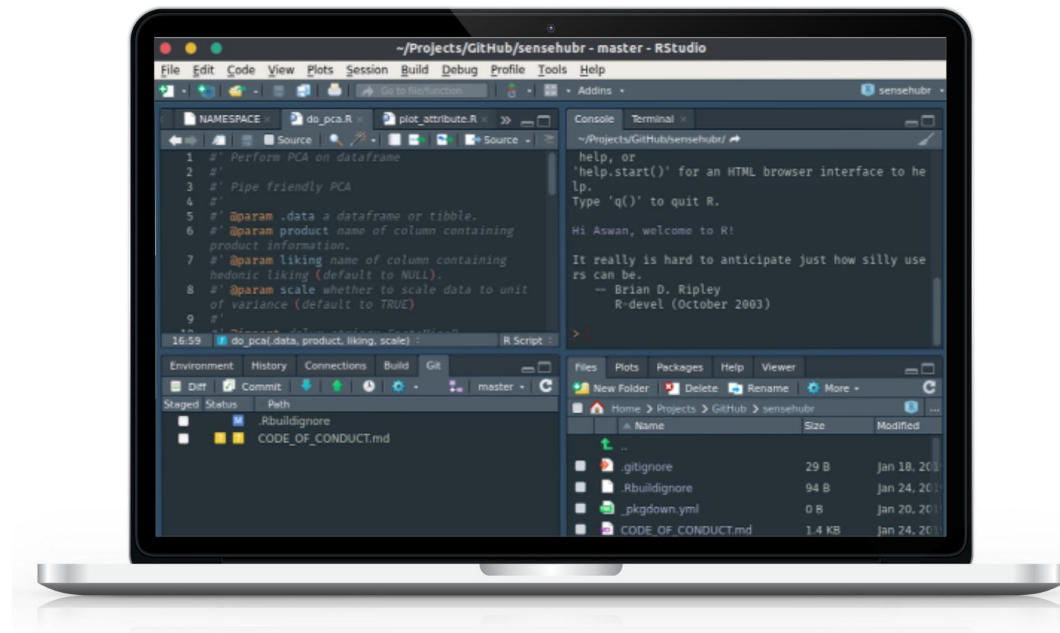 ~/Projects/GitHub/sensehubr - master - RStudio
File Edit Code View Plots Session Build Debug Profile Tools Help
Go to file/function Addins sensehubr
NAMESPACE do_pca.R plot_attribute.R
Source Source
1 #' Perform PCA on dataframe
2 #'
3 #' Pipe friendly PCA
4 #'
5 #' @param .data a dataframe or tibble.
6 #' @param product name of column containing
product information.
7 #' @param liking name of column containing
hedonic liking (default to NULL).
8 #' @param scale whether to scale data to unit
of variance (default to TRUE)
9 #'
16:59 do_pca(.data, product, liking, scale) R Script
Console Terminal
~/Projects/GitHub/sensehubr/
help, or
'help.start()' for an HTML browser interface to he
lp.
Type 'q()' to quit R.
Hi Aswan, welcome to R!
It really is hard to anticipate just how silly use
rs can be.
-- Brian D. Ripley
R-devel (October 2003)
>
Environment History Connections Build Git
Diff Commit master
Staged Status Path
M .Rbuildignore
? ? CODE_OF_CONDUCT.md
Files Plots Packages Help Viewer
New Folder Delete Rename More
Home > Projects > GitHub > sensehubr ...
Name Size Modified
..
.gitignore 29 B Jan 18, 201
.Rbuildignore 94 B Jan 24, 201
_pkgdown.yml 0 B Jan 20, 201
CODE_OF_CONDUCT.md 1.4 KB Jan 24, 201